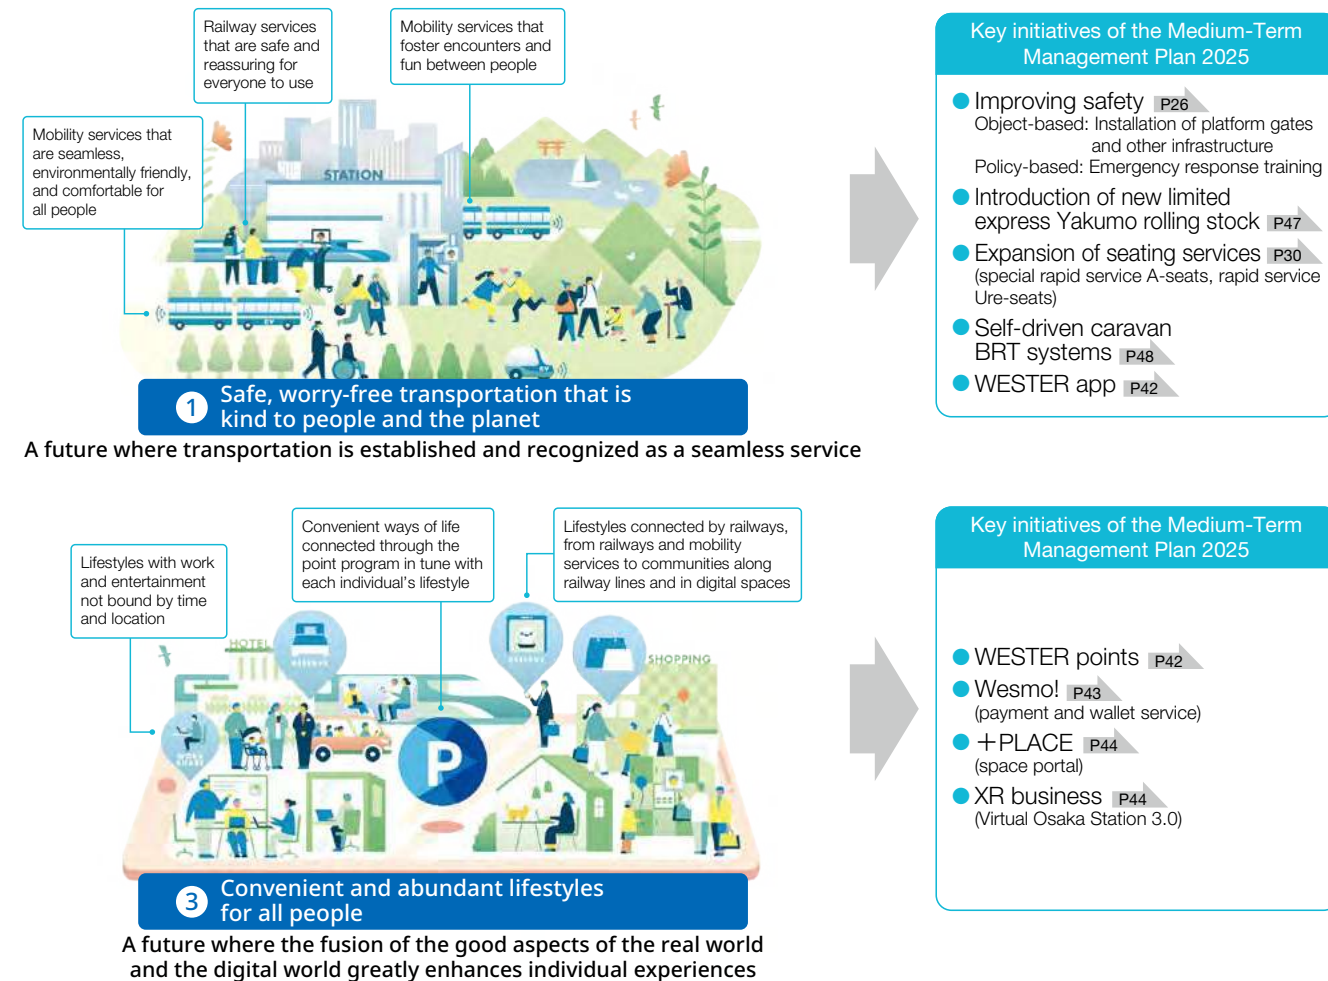 Railway services
that are safe and
reassuring for
everyone to use
Mobility services that
foster encounters and
fun between people
Mobility services that
are seamless,
environmentally friendly,
and comfortable for
all people
STATION
EV
EV
1 Safe, worry-free transportation that is
kind to people and the planet
A future where transportation is established and recognized as a seamless service
Key initiatives of the Medium-Term
Management Plan 2025
● Improving safety P26
Object-based: Installation of platform gates
and other infrastructure
Policy-based: Emergency response training
● Introduction of new limited
express Yakumo rolling stock P47
● Expansion of seating services P30
(special rapid service A-seats, rapid service
Ure-seats)
● Self-driven caravan
BRT systems P48
● WESTER app P42
Lifestyles with work
and entertainment
not bound by time
and location
Convenient ways of life
connected through the
point program in tune with
each individual's lifestyle
Lifestyles connected by railways,
from railways and mobility
services to communities along
railway lines and in digital spaces
HOTEL
RESERVE
RESERVE
SHOPPING
WORK
SHARE
P
3 Convenient and abundant lifestyles
for all people
A future where the fusion of the good aspects of the real world
and the digital world greatly enhances individual experiences
Key initiatives of the Medium-Term
Management Plan 2025
● WESTER points P42
● Wesmo! P43
(payment and wallet service)
● +PLACE P44
(space portal)
● XR business P44
(Virtual Osaka Station 3.0)